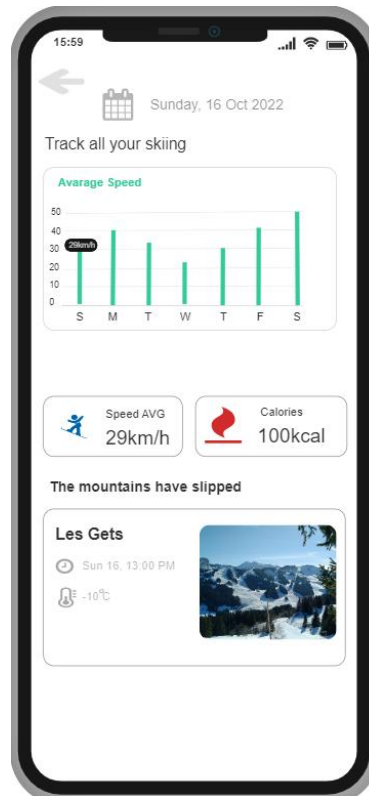 15:59
Sunday, 16 Oct 2022
Track all your skiing
Avarage Speed
50
40
30
29km/h
20
10
0
S M T W T F S
Speed AVG
29km/h
Calories
100kcal
The mountains have slipped
Les Gets
Sun 16. 13:00 PM
-10°C